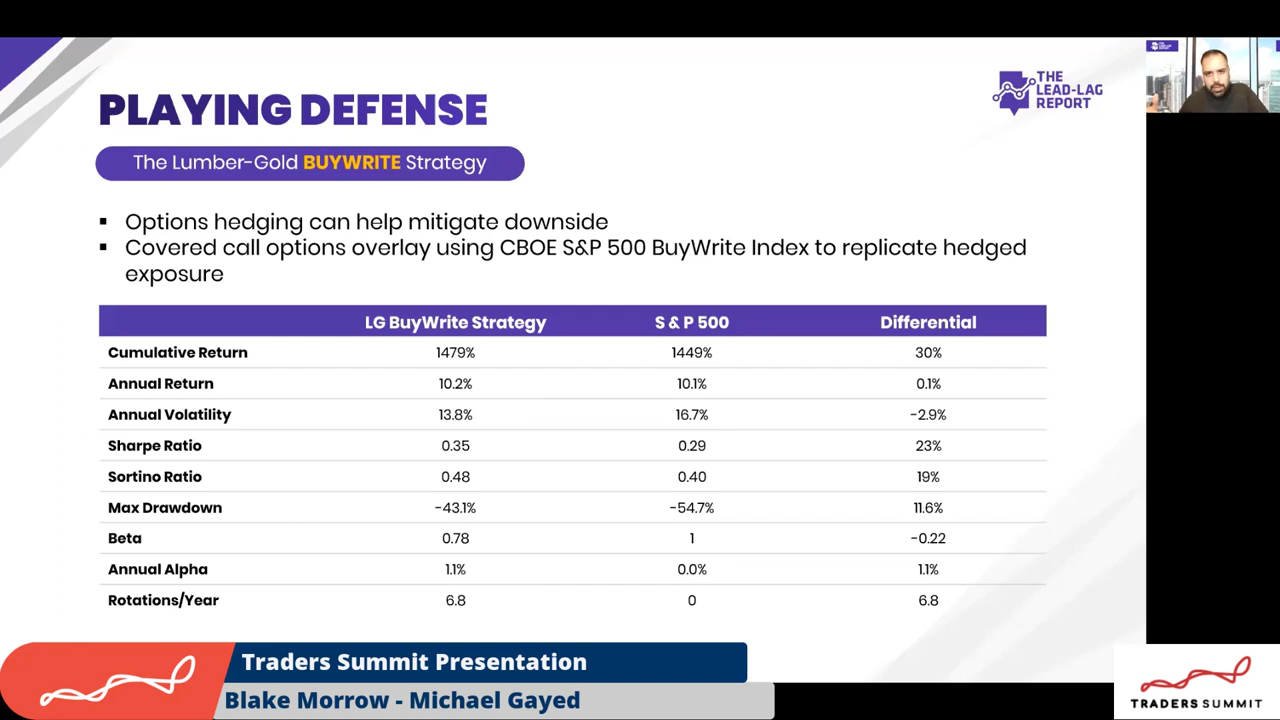 PLAYING DEFENSE
THE
LEAD-LAG
REPORT
The Lumber-Gold BUYWRITE Strategy
▪ Options hedging can help mitigate downside
▪ Covered call options overlay using CBOE S&P 500 BuyWrite Index to replicate hedged
exposure
LG BuyWrite Strategy S & P 500 Differential
Cumulative Return 1479% 1449% 30%
Annual Return 10.2% 10.1% 0.1%
Annual Volatility 13.8% 16.7% -2.9%
Sharpe Ratio 0.35 0.29 23%
Sortino Ratio 0.48 0.40 19%
Max Drawdown -43.1% -54.7% 11.6%
Beta 0.78 1 -0.22
Annual Alpha 1.1% 0.0% 1.1%
Rotations/Year 6.8 0 6.8
Traders Summit Presentation
Blake Morrow - Michael Gayed
TRADERS SUMMIT